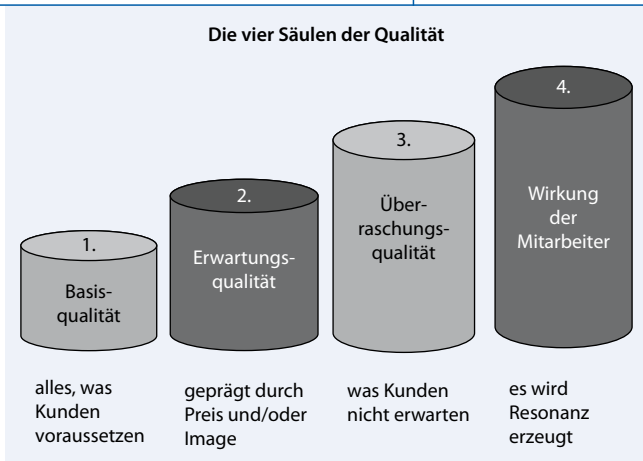 Die vier Säulen der Qualität
1.
Basis-
qualität
2.
Erwartungs-
qualität
3.
Über-
raschungs-
qualität
4.
Wirkung
der
Mitarbeiter
alles, was
Kunden
voraussetzen
geprägt durch
Preis und/oder
Image
was Kunden
nicht erwarten
es wird
Resonanz
erzeugt